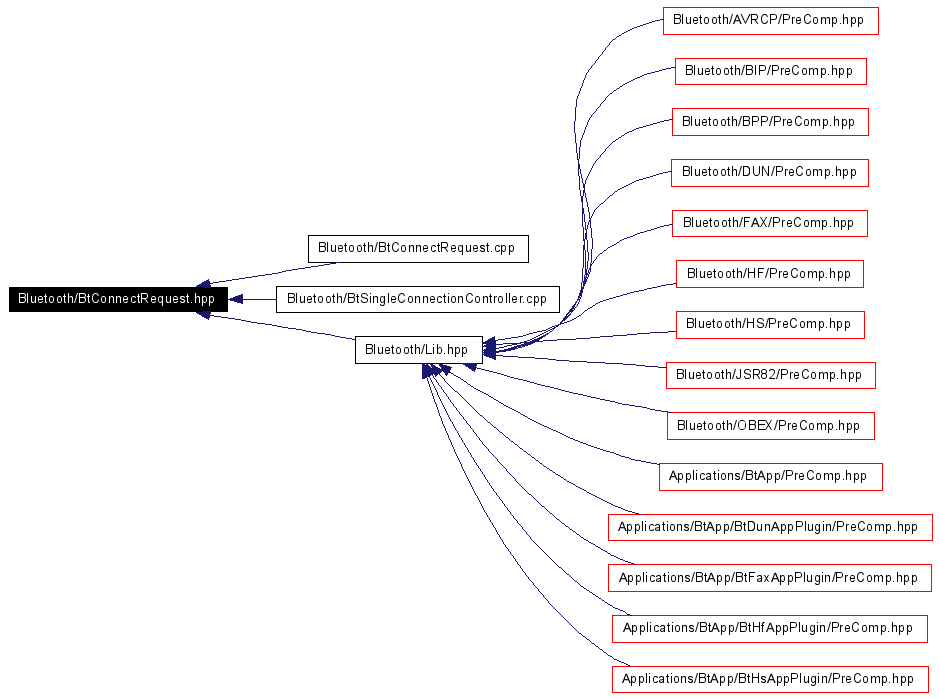 Bluetooth/AVRCP/PreComp.hpp
Bluetooth/BIP/PreComp.hpp
Bluetooth/BPP/PreComp.hpp
Bluetooth/DUN/PreComp.hpp
Bluetooth/FAX/PreComp.hpp
Bluetooth/BtConnectRequest.cpp
Bluetooth/HF/PreComp.hpp
Bluetooth/BtConnectRequest.hpp
Bluetooth/BtSingleConnectionController.cpp
Bluetooth/HS/PreComp.hpp
Bluetooth/Lib.hpp
Bluetooth/JSR82/PreComp.hpp
Bluetooth/OBEX/PreComp.hpp
Applications/BtApp/PreComp.hpp
Applications/BtApp/BtDunAppPlugin/PreComp.hpp
Applications/BtApp/BtFaxAppPlugin/PreComp.hpp
Applications/BtApp/BtHfAppPlugin/PreComp.hpp
Applications/BtApp/BtHsAppPlugin/PreComp.hpp